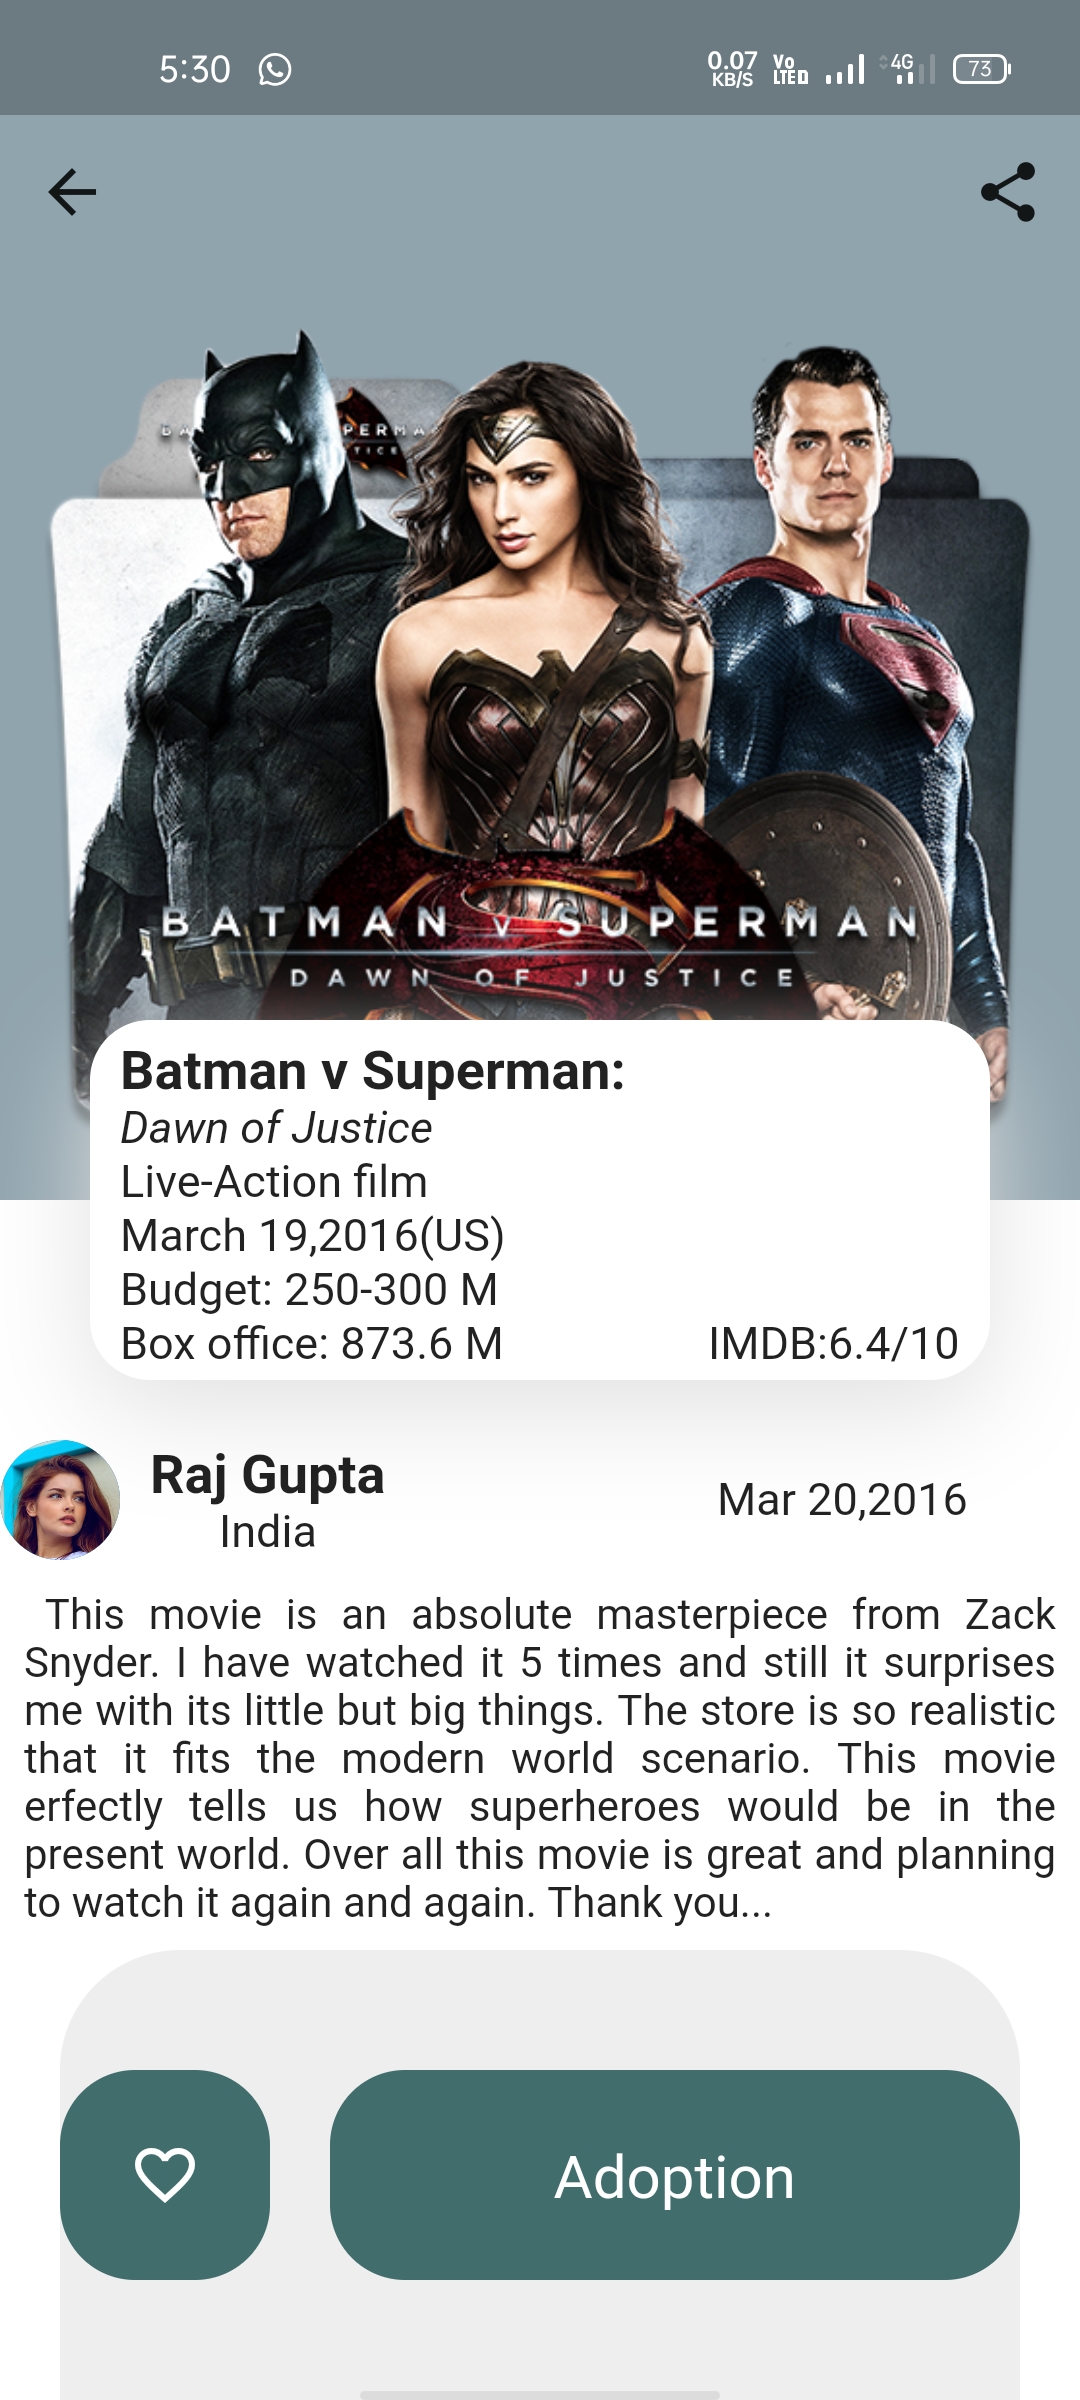 5:30
0.07
KB/S
Vo
LTE
4G
73
BATMAN v SUPERMAN
DAWN OF JUSTICE
Batman v Superman:
Dawn of Justice
Live-Action film
March 19,2016(US)
Budget: 250-300 M
Box office: 873.6 M IMDB:6.4/10
Raj Gupta
India
Mar 20,2016
This movie is an absolute masterpiece from Zack
Snyder. I have watched it 5 times and still it surprises
me with its little but big things. The store is so realistic
that it fits the modern world scenario. This movie
erfectly tells us how superheroes would be in the
present world. Over all this movie is great and planning
to watch it again and again. Thank you...
Adoption